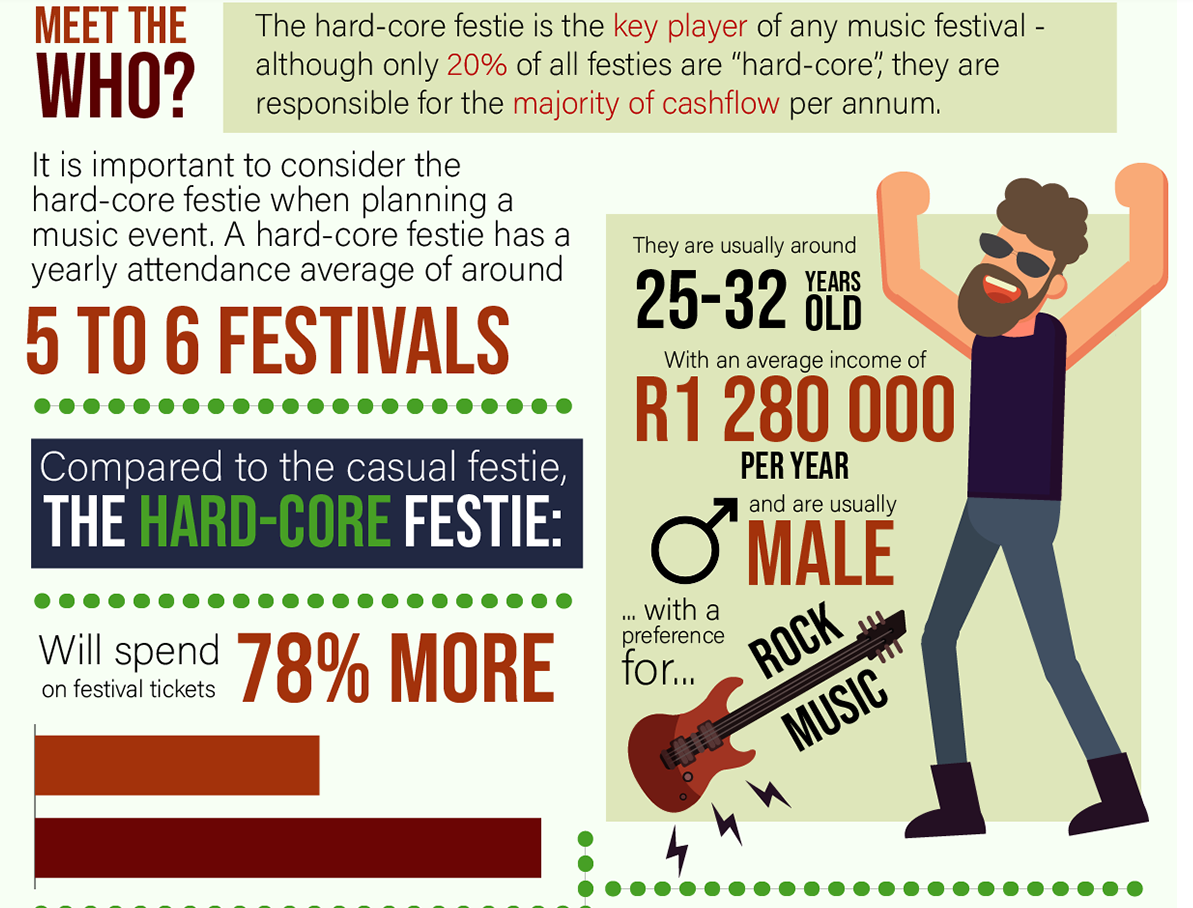 MEET THE
WHO?
The hard-core festie is the key player of any music festival -
although only 20% of all festies are “hard-core”, they are
responsible for the majority of cashflow per annum.
It is important to consider the
hard-core festie when planning a
music event. A hard-core festie has a
yearly attendance average of around
5 TO 6 FESTIVALS
Compared to the casual festie,
THE HARD-CORE FESTIE:
Will spend
on festival tickets
78% MORE
They are usually around
25-32 YEARS OLD
With an average income of
R1 280 000
PER YEAR
and are usually
MALE
... with a
preference
for...
ROCK
MUSIC